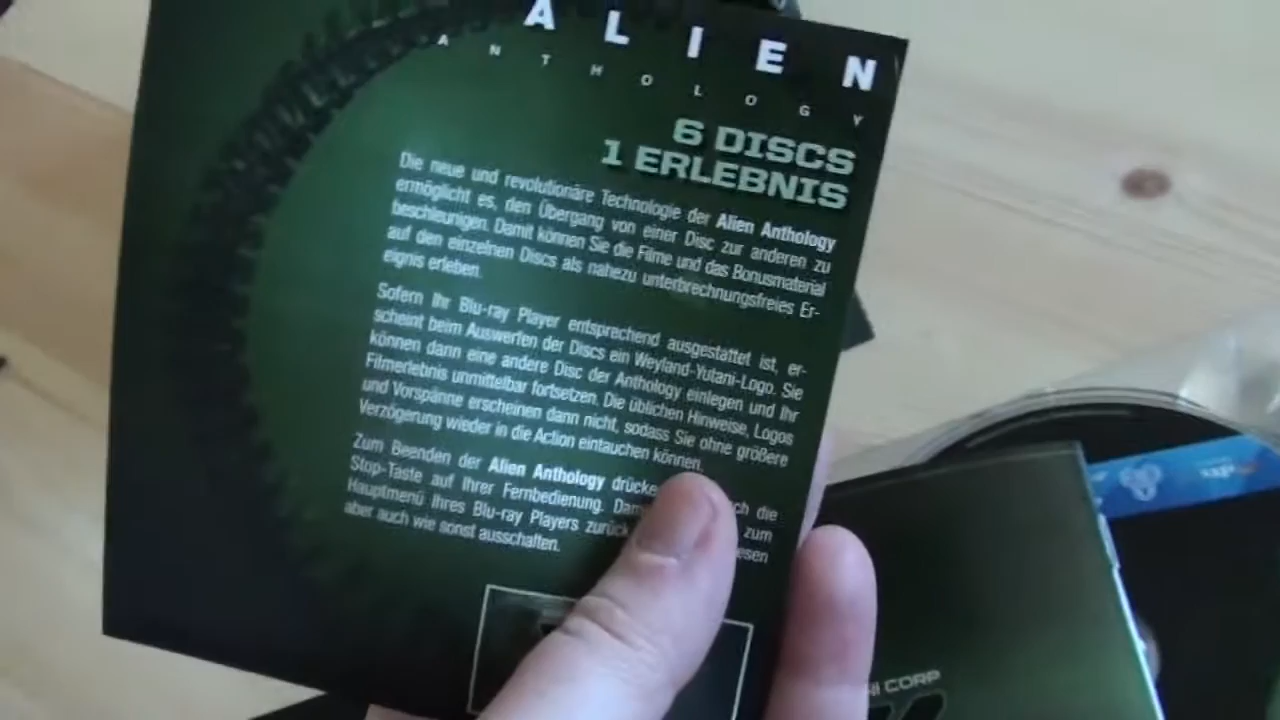 ALIEN
ANTHOLOGY
6 DISCS
1 ERLEBNIS
Die neue und revolutionäre Technologie der Alien Anthology
ermöglicht es, den Übergang von einer Disc zur anderen zu
beschleunigen. Damit können Sie die Filme und das Bonusmaterial
auf den einzelnen Discs als nahezu unterbrechnungsfreies Er-
eignis erleben.
Sofern Ihr Blu-ray Player entsprechend ausgestattet ist, er-
scheint beim Auswerfen der Discs ein Weyland-Yutani-Logo. Sie
können dann eine andere Disc der Anthology einlegen und Ihr
Filmerlebnis unmittelbar fortsetzen. Die üblichen Hinweise, Logos
und Vorspänne erscheinen dann nicht, sodass Sie ohne größere
Verzögerung wieder in die Action eintauchen können.
Zum Beenden der Alien Anthology die
Stop-Taste auf Ihrer Fernbedienung. zum
Hauptmenü Ihres Blu-ray Players
aber auch wie sonst ausschalten.
CORP